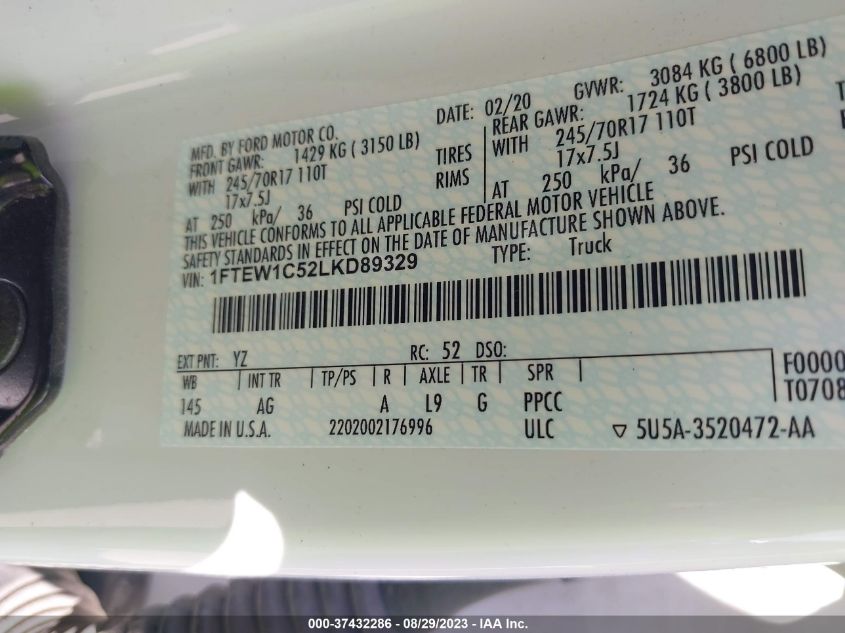 MFD. BY FORD MOTOR CO.
DATE: 02/20 GVWR: 3084 KG ( 6800 LB)
FRONT GAWR: 1429 KG ( 3150 LB)
REAR GAWR: 1724 KG ( 3800 LB)
WITH 245/70R17 110T TIRES WITH 245/70R17 110T
17x7.5J RIMS 17x7.5J
AT 250 kPa/ 36 PSI COLD AT 250 kPa/ 36 PSI COLD
THIS VEHICLE CONFORMS TO ALL APPLICABLE FEDERAL MOTOR VEHICLE
SAFETY STANDARDS IN EFFECT ON THE DATE OF MANUFACTURE SHOWN ABOVE.
VIN: 1FTEW1C52LKD89329 TYPE: Truck
EXT PNT: YZ RC: 52 DSO:
WB INT TR TP/PS R AXLE TR SPR
145 AG A L9 G PPCC
F0000
T0708
MADE IN U.S.A. 2202002176996 ULC ▽ 5U5A-3520472-AA
000-37432286 - 08/29/2023 - IAA Inc.